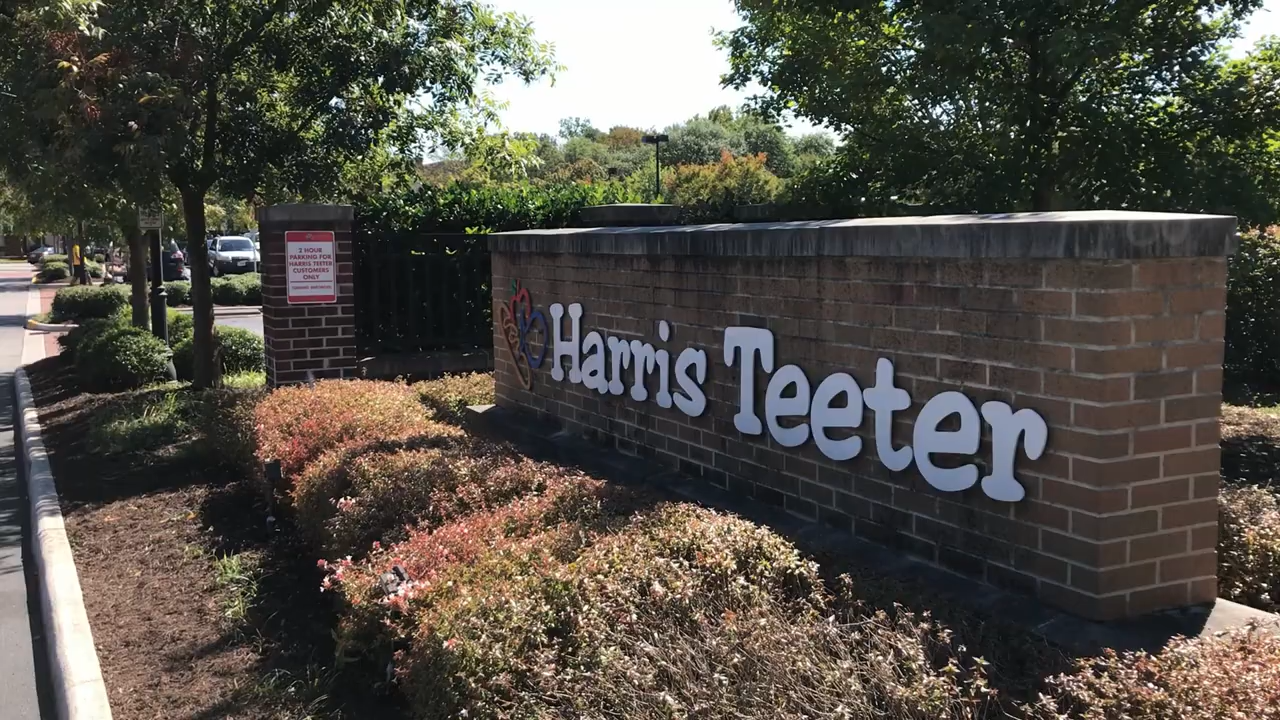 2 HOUR
PARKING FOR
HARRIS TEETER
CUSTOMERS
ONLY
Harris Teeter